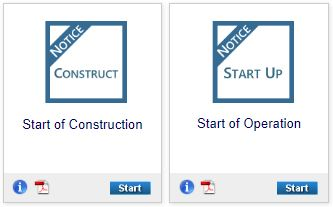 NOTICE
CONSTRUCT
Start of Construction
Start
NOTICE
START UP
Start of Operation
Start